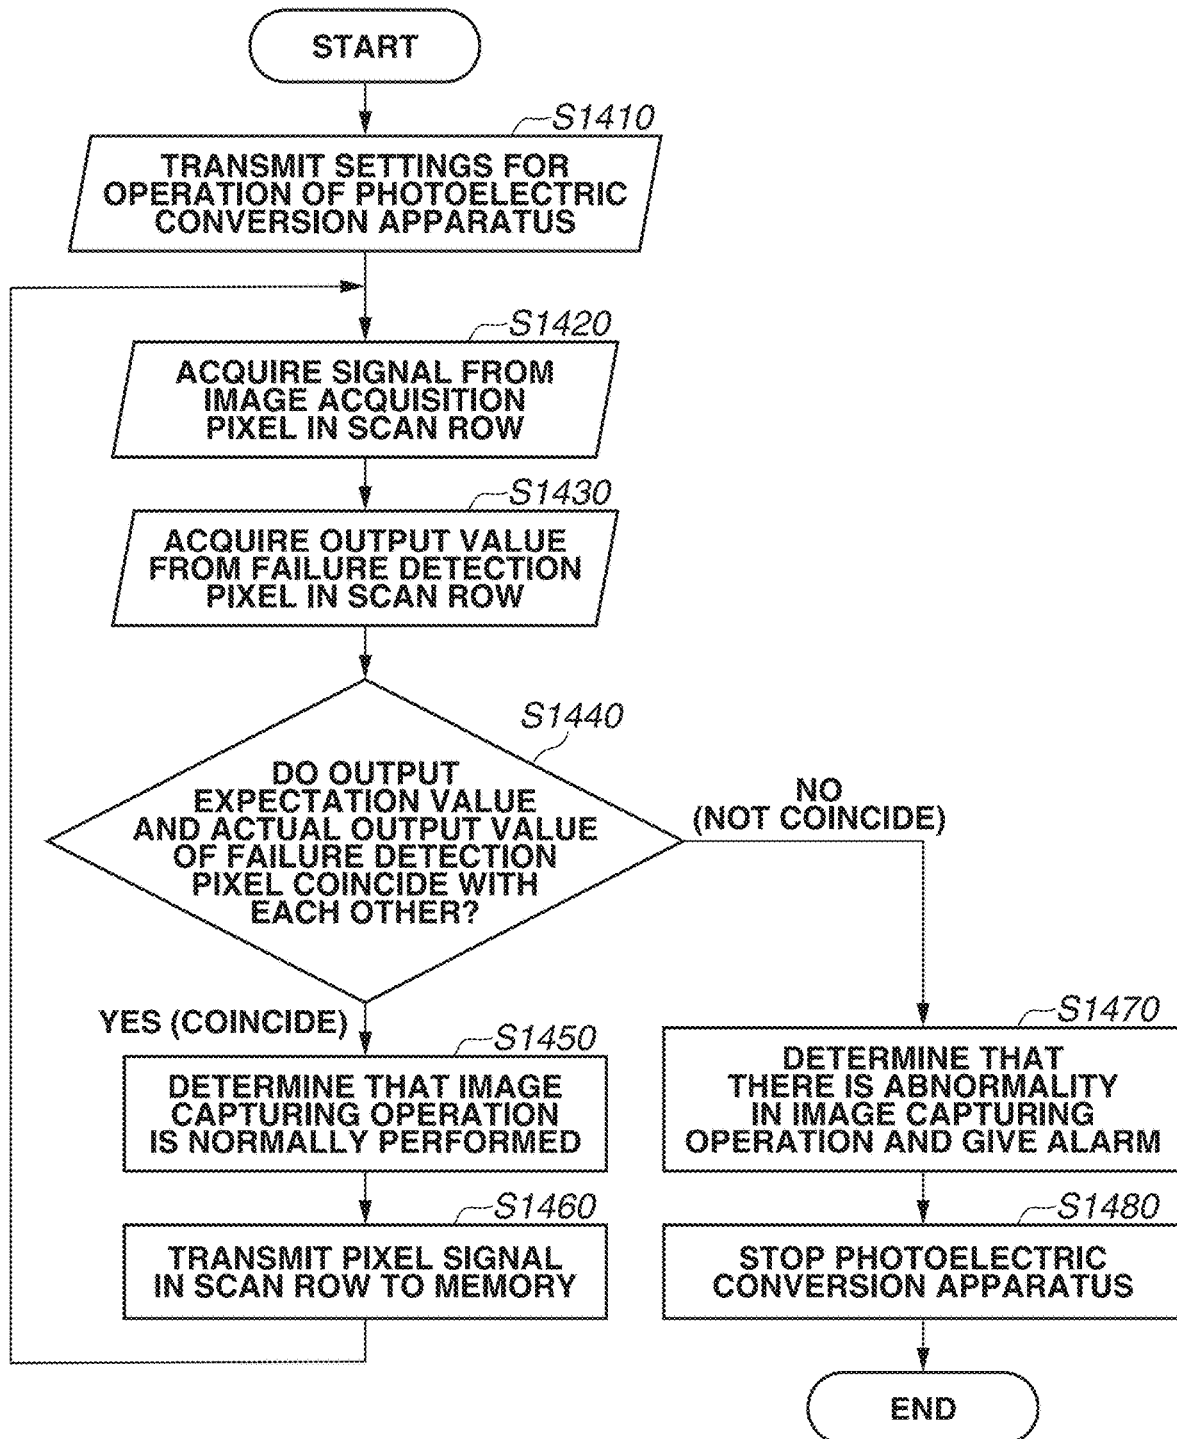 START
S1410
TRANSMIT SETTINGS FOR
OPERATION OF PHOTOELECTRIC
CONVERSION APPARATUS
S1420
ACQUIRE SIGNAL FROM
IMAGE ACQUISITION
PIXEL IN SCAN ROW
S1430
ACQUIRE OUTPUT VALUE
FROM FAILURE DETECTION
PIXEL IN SCAN ROW
S1440
DO OUTPUT
EXPECTATION VALUE
AND ACTUAL OUTPUT VALUE
OF FAILURE DETECTION
PIXEL COINCIDE WITH
EACH OTHER?
NO
(NOT COINCIDE)
YES (COINCIDE)
S1450
DETERMINE THAT IMAGE
CAPTURING OPERATION
IS NORMALLY PERFORMED
S1460
TRANSMIT PIXEL SIGNAL
IN SCAN ROW TO MEMORY
S1470
DETERMINE THAT
THERE IS ABNORMALITY
IN IMAGE CAPTURING
OPERATION AND GIVE ALARM
S1480
STOP PHOTOELECTRIC
CONVERSION APPARATUS
END